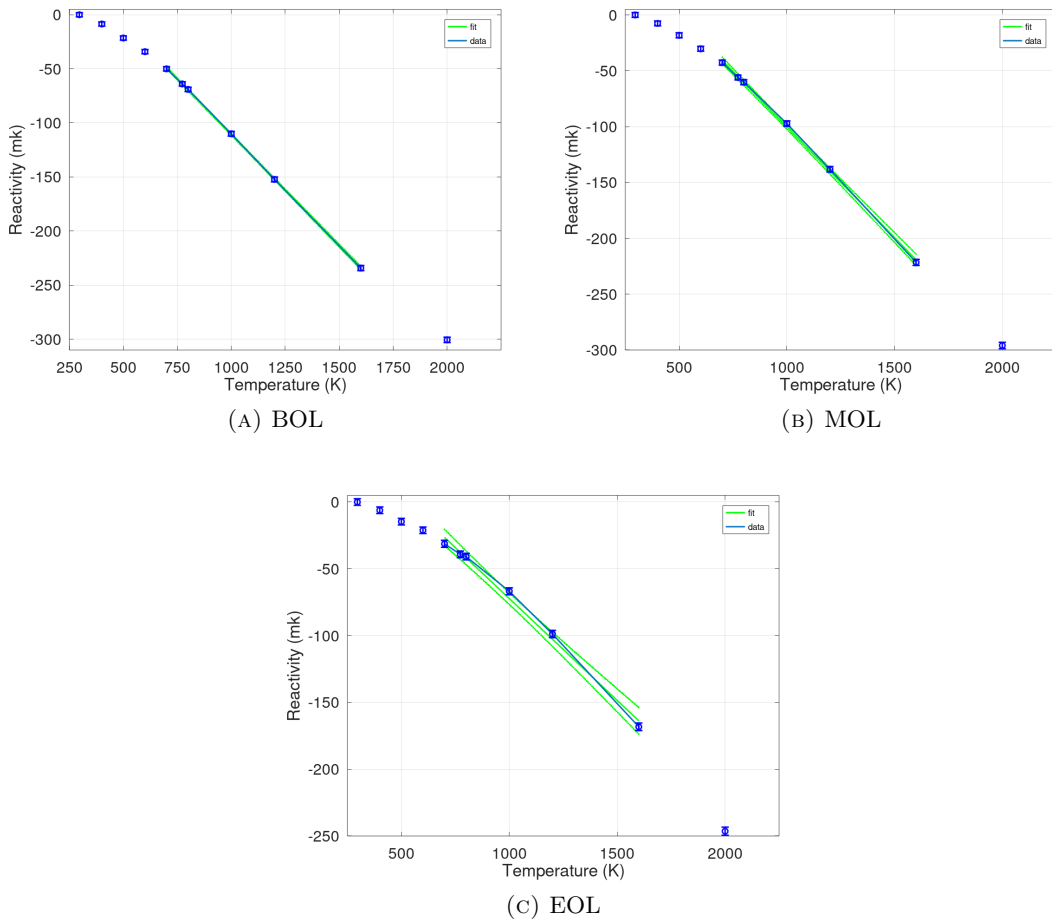 0
-50
-100
-150
-200
-250
-300
Reactivity (mk)
250 500 750 1000 1250 1500 1750 2000
Temperature (K)
fit
data
(A) BOL
0
-50
-100
-150
-200
-250
-300
Reactivity (mk)
500 1000 1500 2000
Temperature (K)
fit
data
(B) MOL
0
-50
-100
-150
-200
-250
Reactivity (mk)
500 1000 1500 2000
Temperature (K)
fit
data
(C) EOL